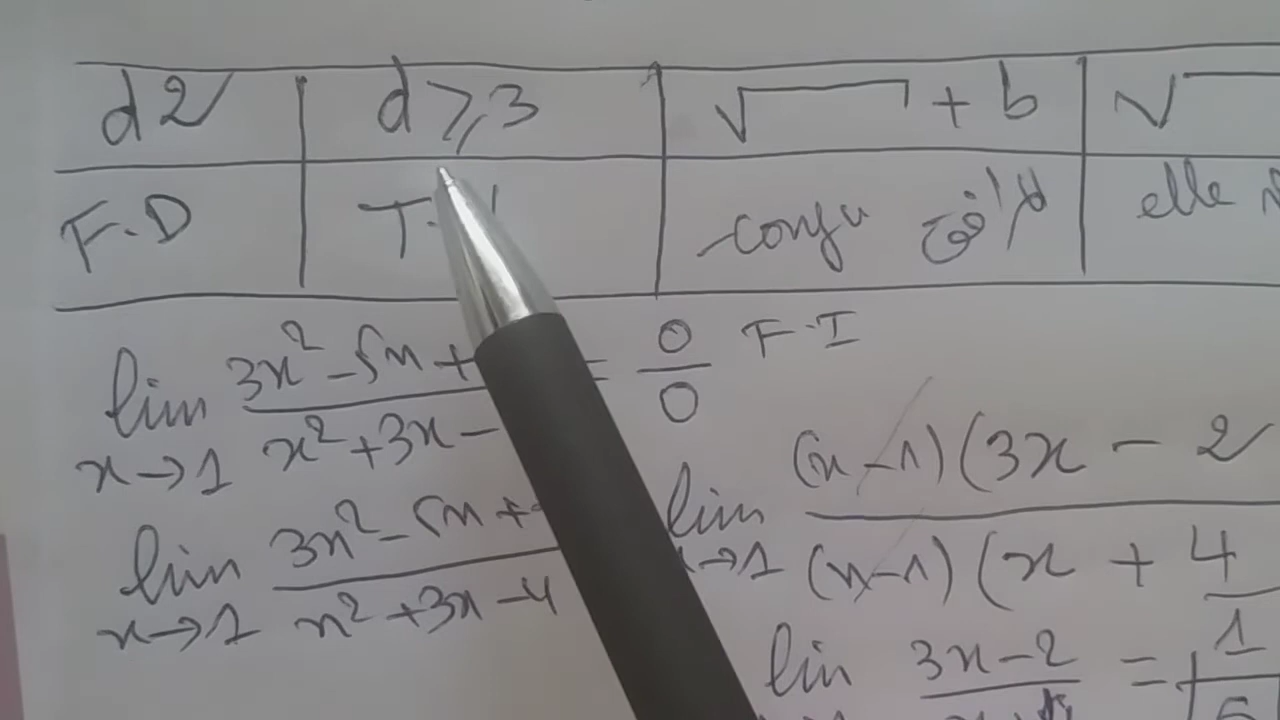 d2 d⩾3 √ + b √
F.D conju المرافق elle
lim 3x² - 5x + = 0/0 F.I
x→1 x² + 3x -
lim 3x² - 5x + lim (x-1)(3x - 2
x→1 x² + 3x - 4 x→1 (x-1)(x + 4
lim 3x - 2 = 1